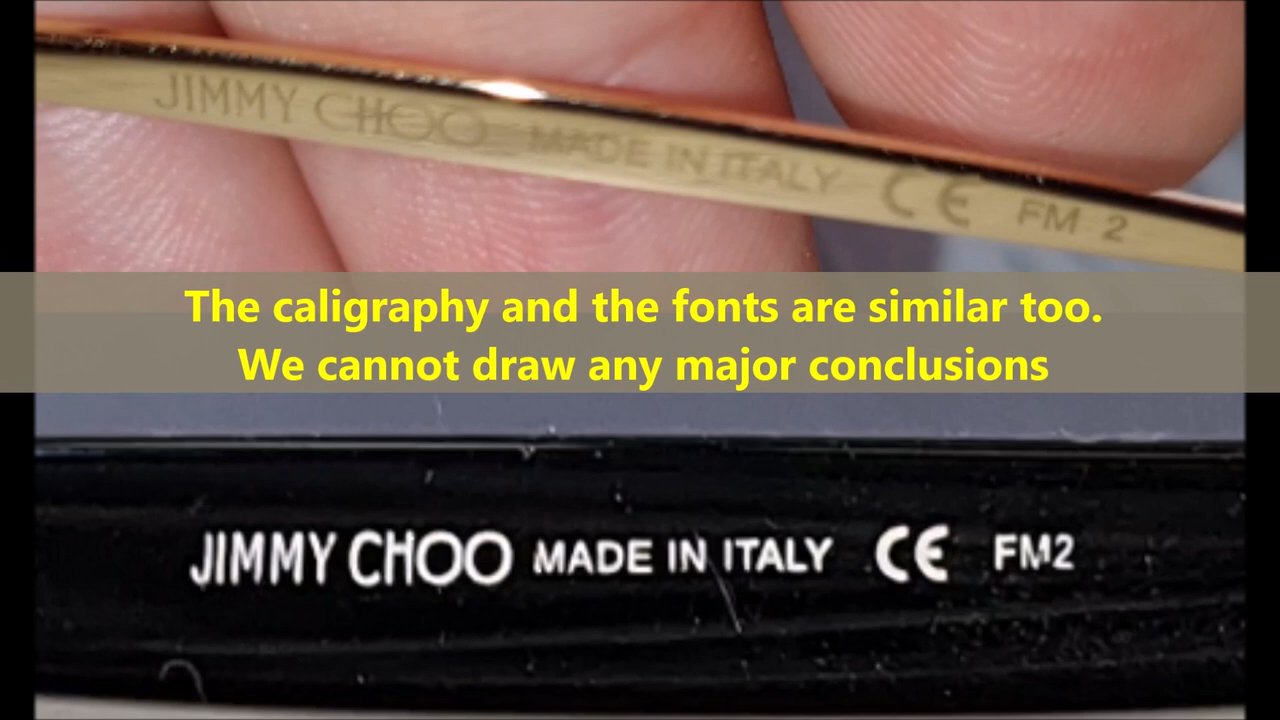 JIMMY CHOO MADE IN ITALY CE FM 2
The caligraphy and the fonts are similar too.
We cannot draw any major conclusions
JIMMY CHOO MADE IN ITALY CE FM2